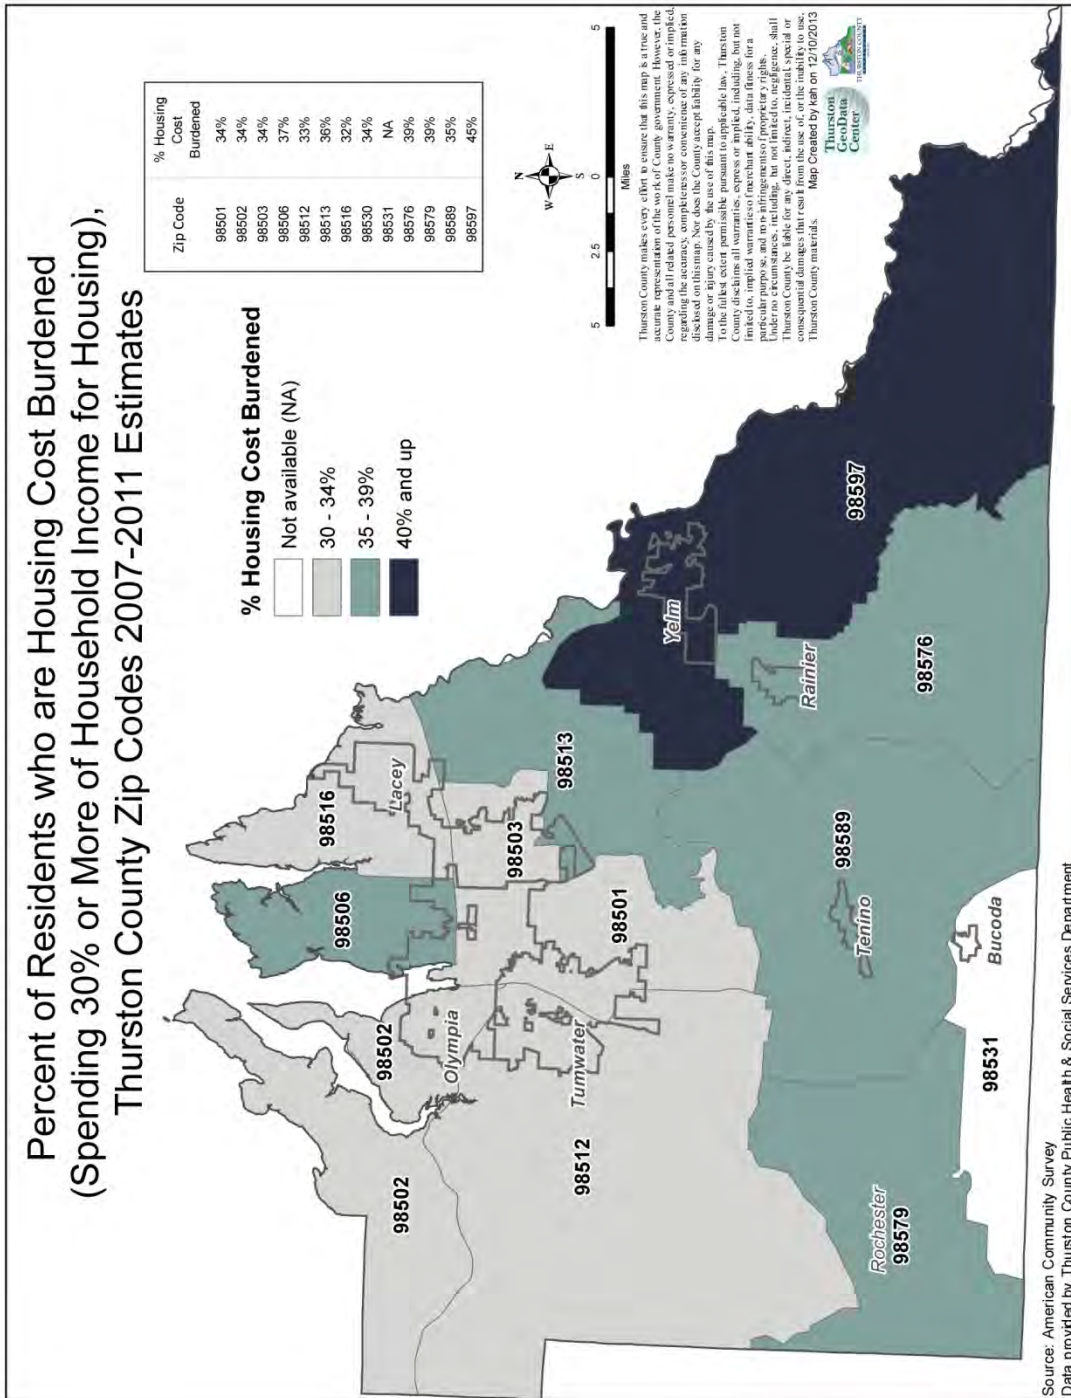 Percent of Residents who are Housing Cost Burdened
(Spending 30% or More of Household Income for Housing),
Thurston County Zip Codes 2007-2011 Estimates
Zip Code % Housing Cost Burdened
98501 34%
98502 34%
98503 34%
98506 37%
98512 33%
98513 36%
98516 32%
98530 34%
98531 NA
98576 39%
98579 39%
98589 35%
98597 45%
% Housing Cost Burdened
Not available (NA)
30 - 34%
35 - 39%
40% and up
98502
98502
98506
98516
Olympia
Lacey
98512
Tumwater
98503
98501
98513
Yelm
Rainier
98597
Rochester
98579
Tenino
98589
98576
98531
Bucoda
N
W
E
S
5 2.5 0 5
Miles
Thurston County makes every effort to ensure that this map is a true and
accurate representation of the work of County government. However, the
County and all related personnel make no warranty, expressed or implied,
regarding the accuracy, completeness or convenience of any information
disclosed on this map. Nor does the County accept liability for any
damage or injury caused by the use of this map.
To the fullest extent permissible pursuant to applicable law, Thurston
County disclaims all warranties, express or implied, including, but not
limited to, implied warranties of merchantability, data fitness for a
particular purpose, and non-infringements of proprietary rights.
Under no circumstances, including, but not limited to, negligence, shall
Thurston County be liable for any direct, indirect, incidental, special or
consequential damages that result from the use of, or the inability to use,
Thurston County materials.
Map Created by kah on 12/10/2013
Thurston
GeoData
Center
THURSTON COUNTY
Source: American Community Survey
Data provided by Thurston County Public Health & Social Services Department